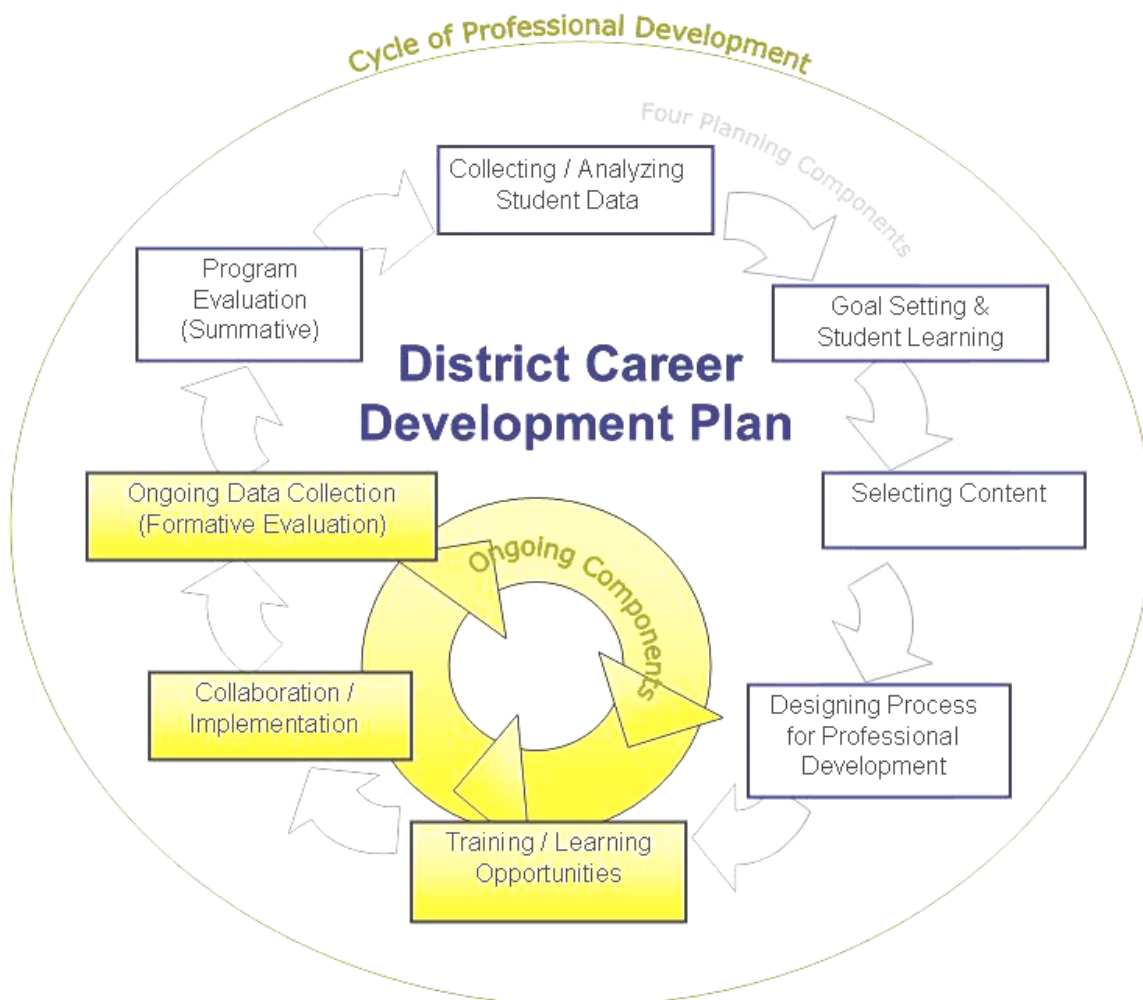 Cycle of Professional Development
Four Planning Components
Collecting / Analyzing
Student Data
Goal Setting &
Student Learning
Selecting Content
Designing Process
for Professional
Development
Training / Learning
Opportunities
Collaboration /
Implementation
Ongoing Data Collection
(Formative Evaluation)
Program
Evaluation
(Summative)
District Career
Development Plan
Ongoing Components